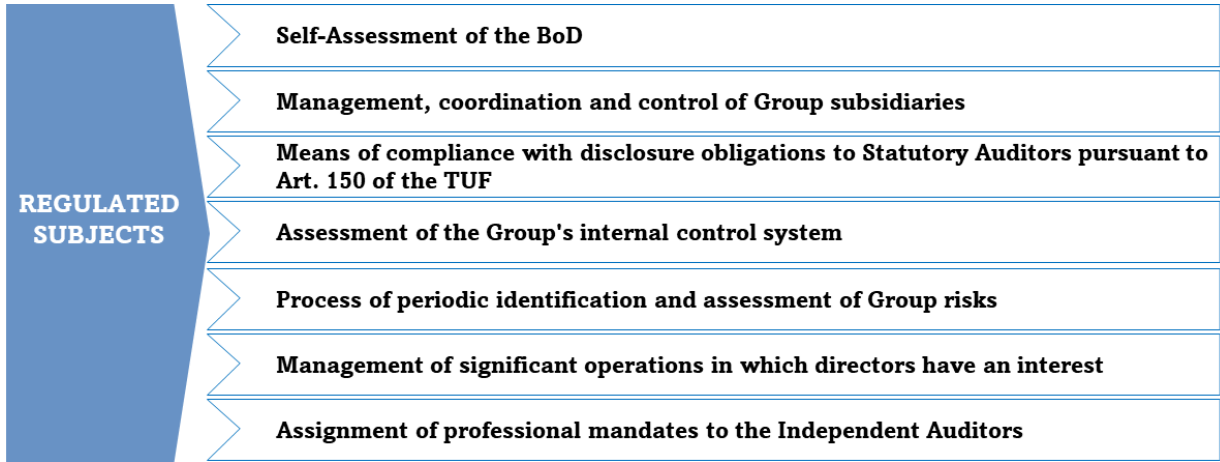 REGULATED
SUBJECTS
Self-Assessment of the BoD
Management, coordination and control of Group subsidiaries
Means of compliance with disclosure obligations to Statutory Auditors pursuant to
Art. 150 of the TUF
Assessment of the Group's internal control system
Process of periodic identification and assessment of Group risks
Management of significant operations in which directors have an interest
Assignment of professional mandates to the Independent Auditors